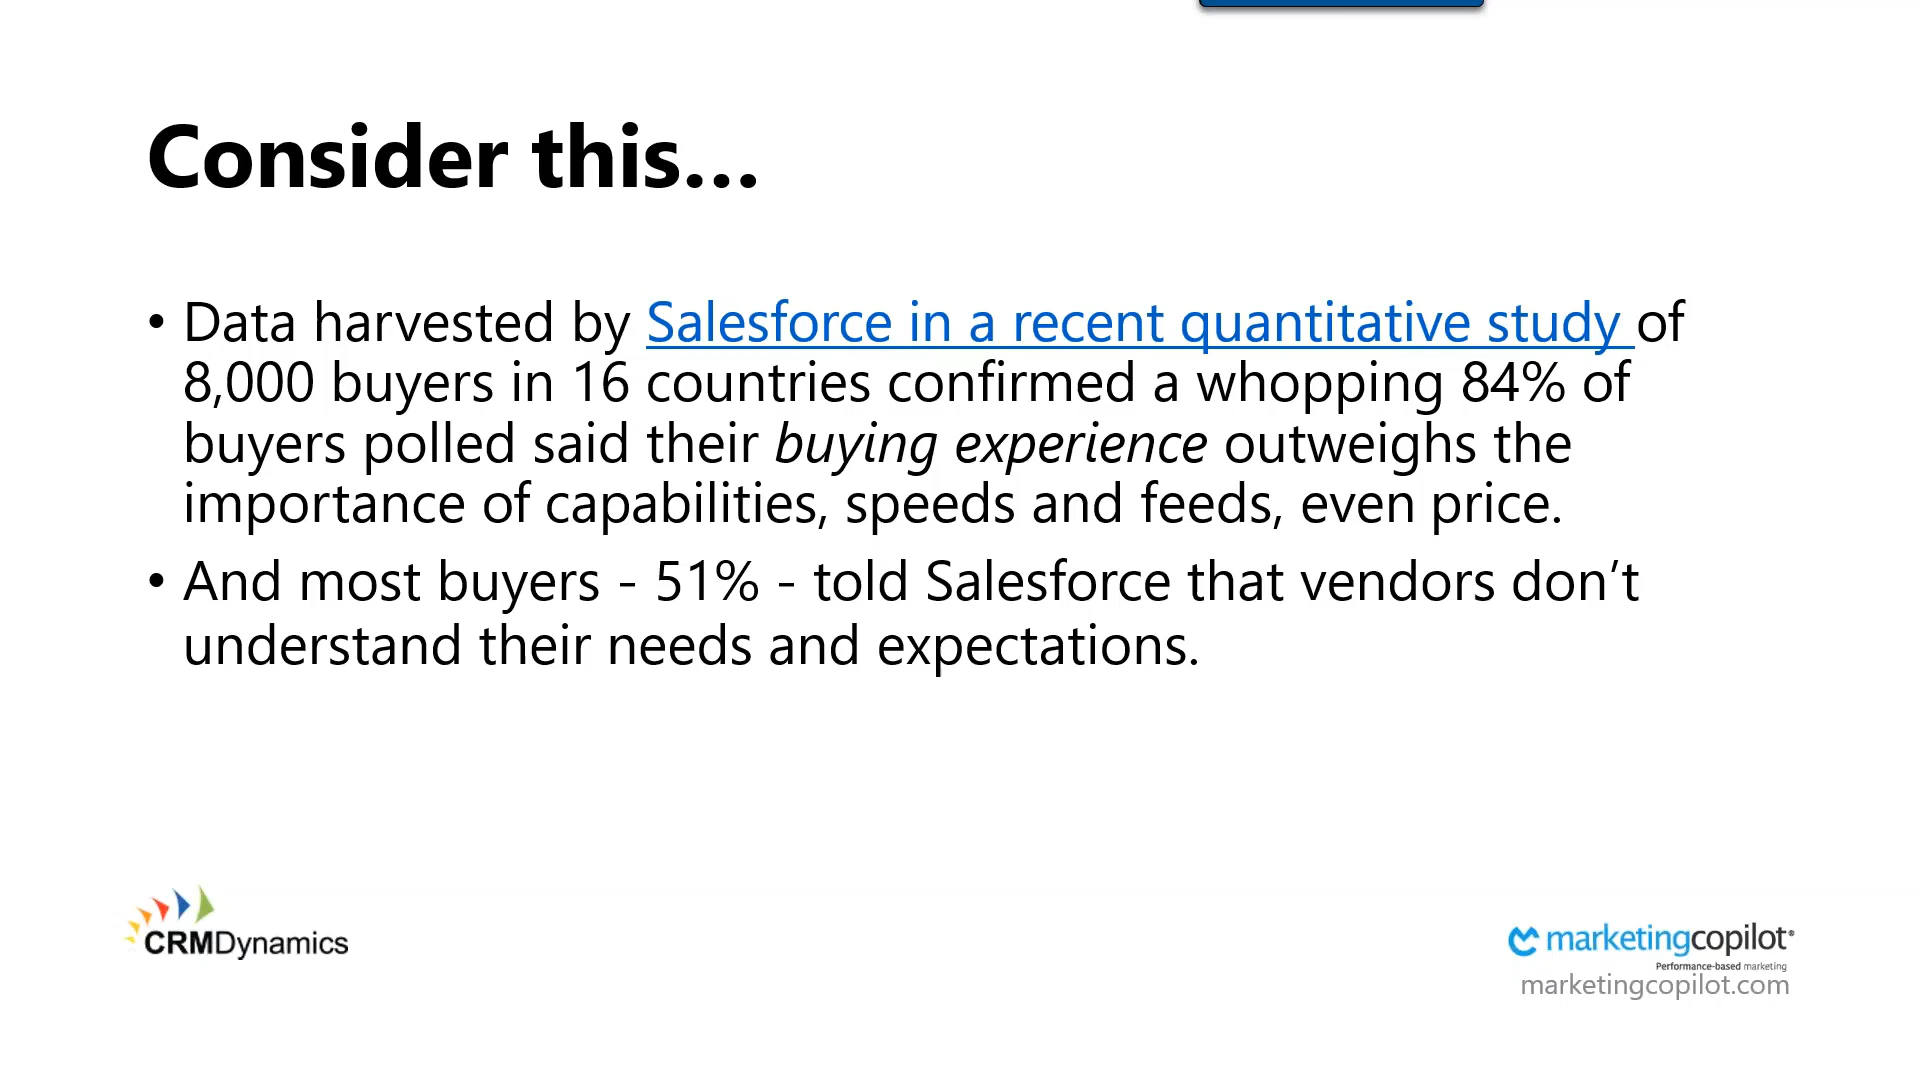 Consider this...
• Data harvested by Salesforce in a recent quantitative study of
8,000 buyers in 16 countries confirmed a whopping 84% of
buyers polled said their buying experience outweighs the
importance of capabilities, speeds and feeds, even price.
• And most buyers - 51% - told Salesforce that vendors don’t
understand their needs and expectations.
CRMDynamics
marketingcopilot®
Performance-based marketing
marketingcopilot.com